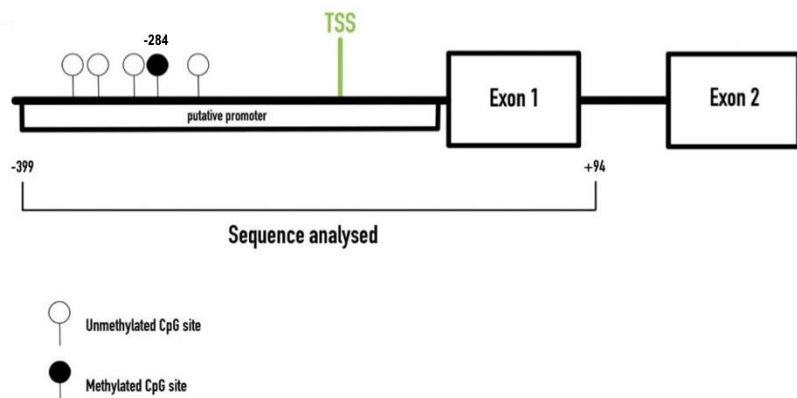 TSS
-284
Exon 1
Exon 2
putative promoter
-399
+94
Sequence analysed
Unmethylated CpG site
Methylated CpG site